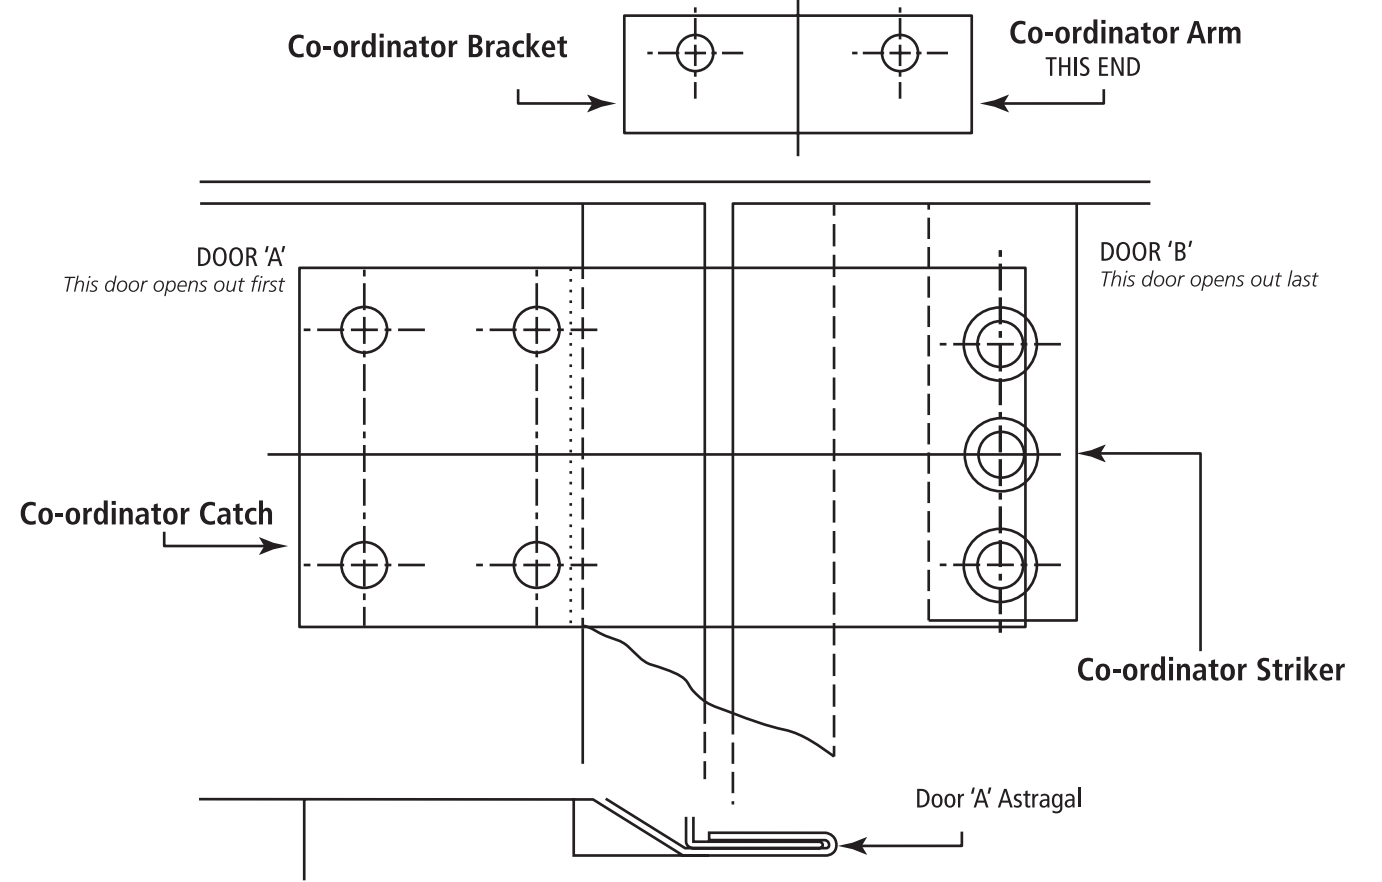 Co-ordinator Bracket
Co-ordinator Arm
THIS END
DOOR ‘A’
This door opens out first
DOOR ‘B’
This door opens out last
Co-ordinator Catch
Co-ordinator Striker
Door ‘A’ Astragal